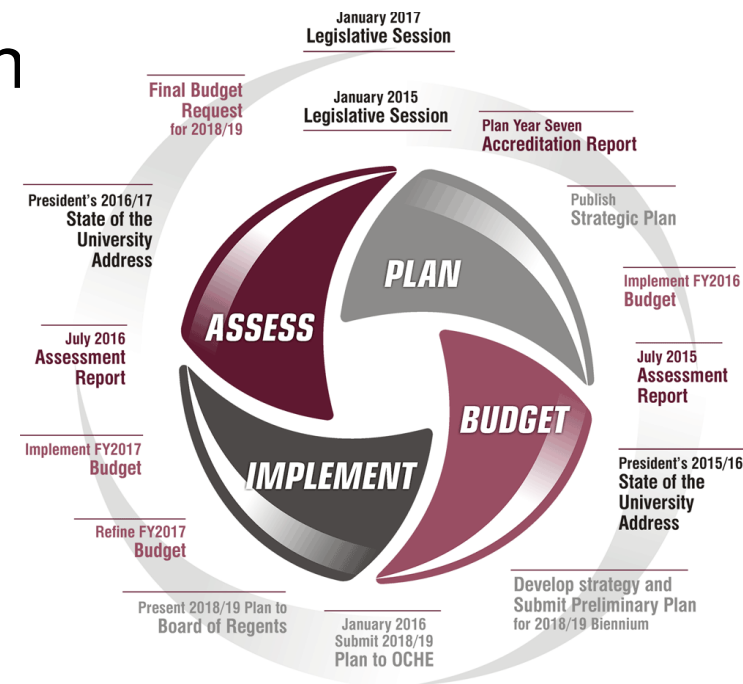 n
January 2017
Legislative Session
January 2015
Legislative Session
Plan Year Seven
Accreditation Report
Publish
Strategic Plan
Implement FY2016
Budget
July 2015
Assessment
Report
President's 2015/16
State of the
University
Address
Develop strategy and
Submit Preliminary Plan
for 2018/19 Biennium
January 2016
Submit 2018/19
Plan to OCHE
Present 2018/19 Plan to
Board of Regents
Refine FY2017
Budget
Implement FY2017
Budget
July 2016
Assessment
Report
President's 2016/17
State of the
University
Address
Final Budget
Request
for 2018/19
PLAN
BUDGET
IMPLEMENT
ASSESS